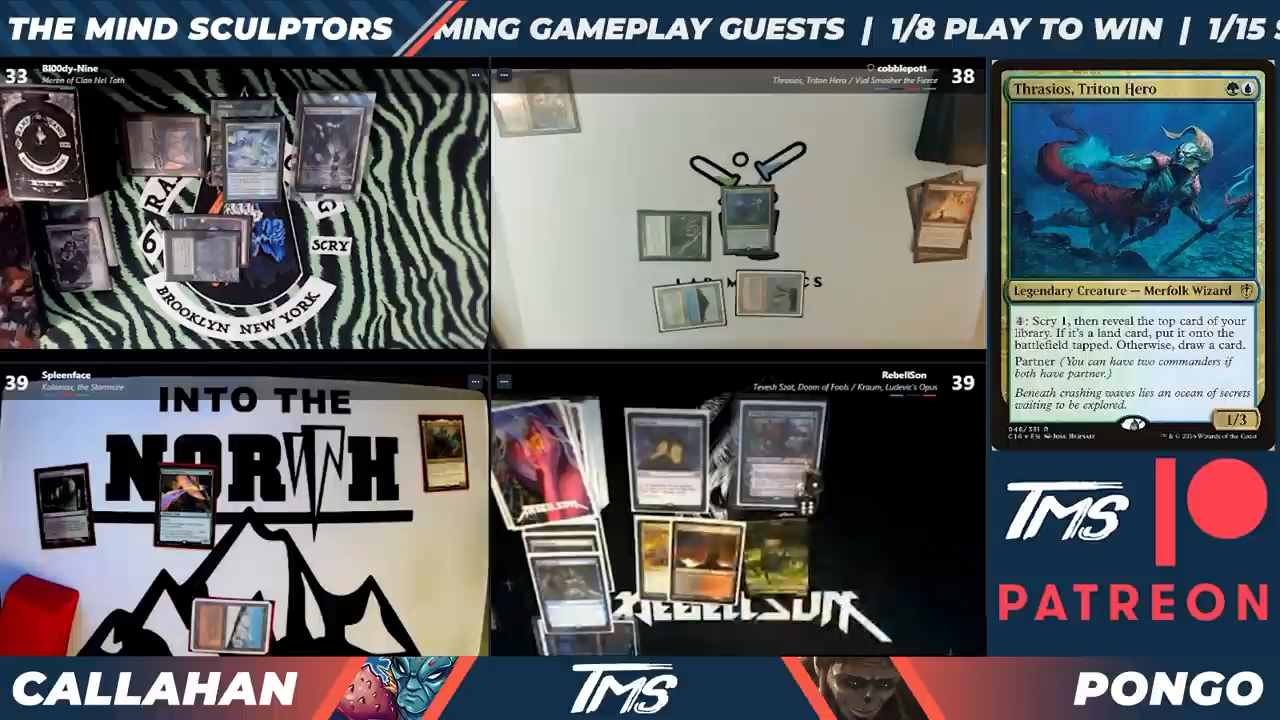 THE MIND SCULPTORS
MING GAMEPLAY GUESTS | 1/8 PLAY TO WIN | 1/15
33
Bl00dy-Nine
Meren of Clan Nel Toth
cobblepott
Thrasios, Triton Hero / Vial Smasher the Fierce
38
SCRY
BROOKLYN NEW YORK
39
Spleenface
Kalamax, the Stormsire
INTO THE
NORTH
RebellSon
Tevesh Szat, Doom of Fools / Kraum, Ludevic's Opus
39
REBELLSON
Thrasios, Triton Hero
Legendary Creature — Merfolk Wizard
4: Scry 1, then reveal the top card of your
library. If it's a land card, put it onto the
battlefield tapped. Otherwise, draw a card.
Partner (You can have two commanders if
both have partner.)
Beneath crashing waves lies an ocean of secrets
waiting to be explored.
1/3
TMS
PATREON
CALLAHAN
TMS
PONGO